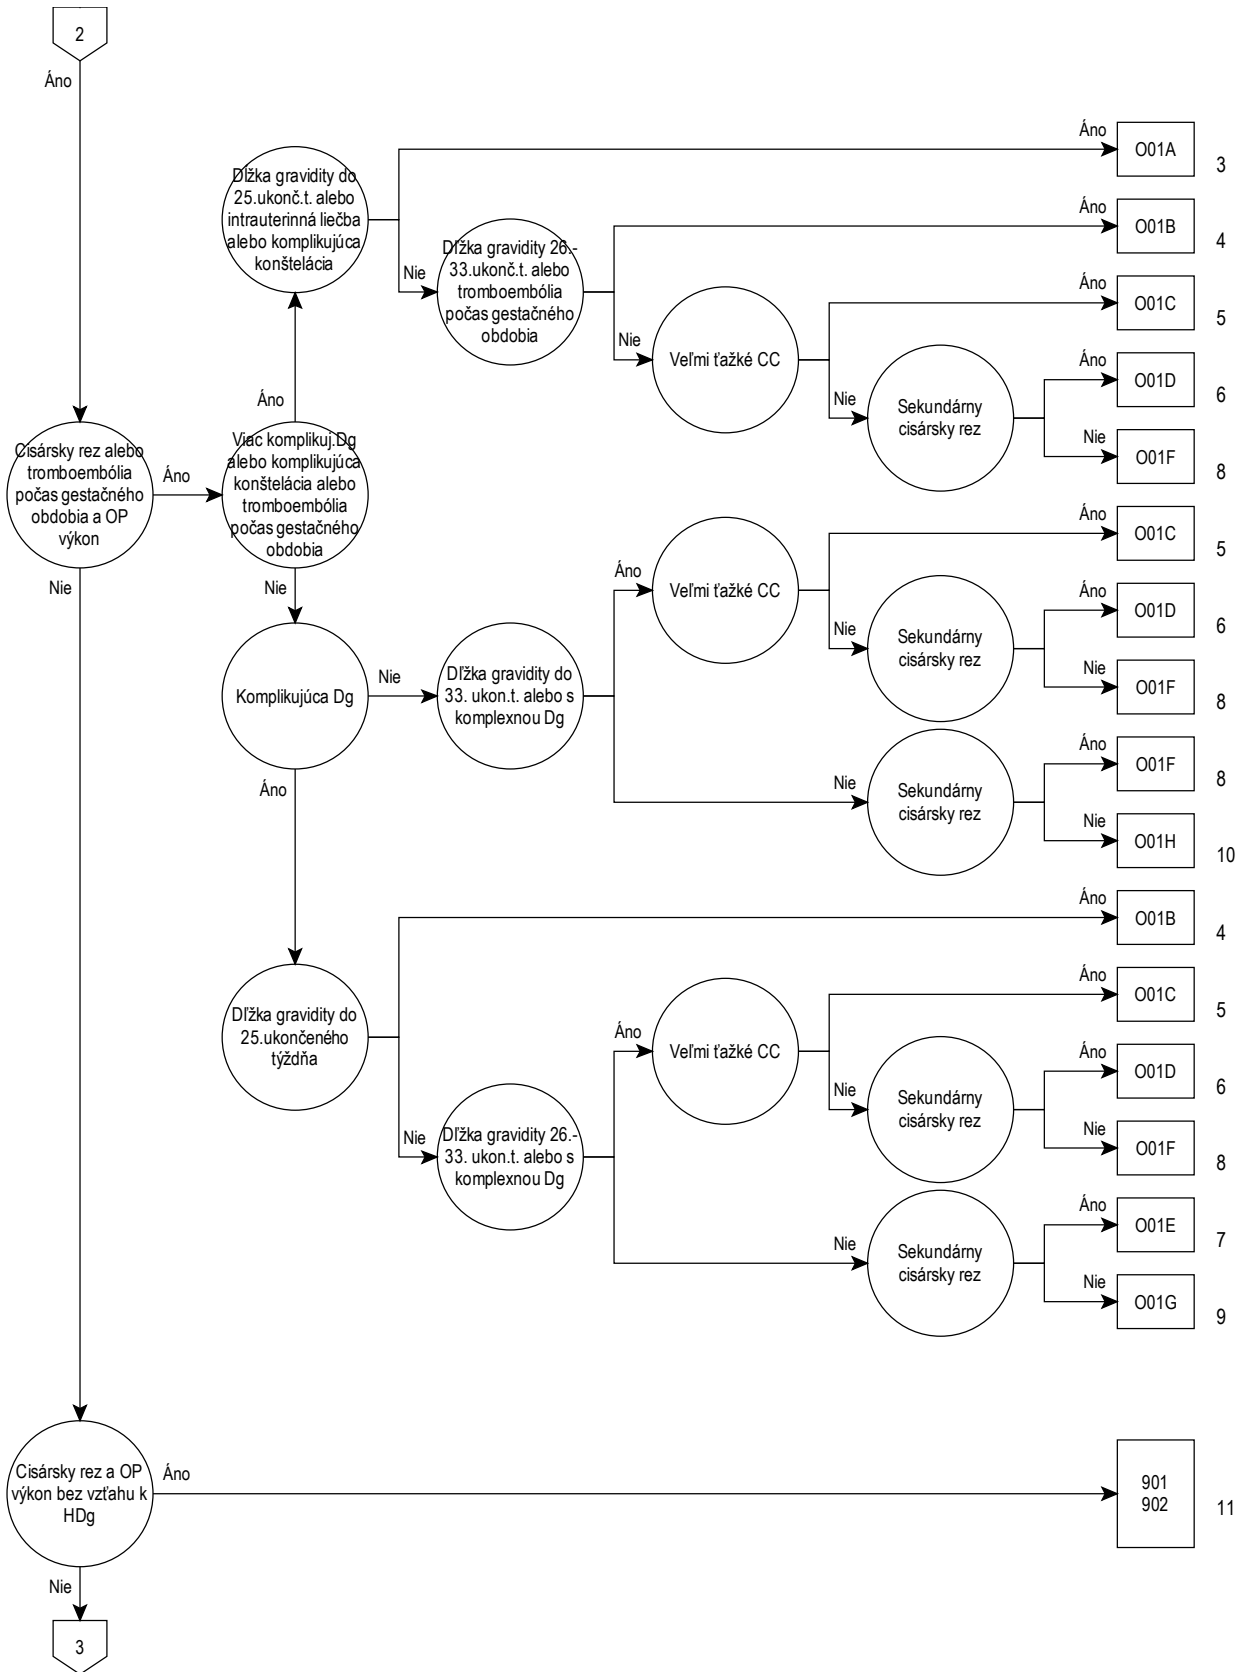 2
Áno
Áno
O01A
3
Dĺžka gravidity do
25.ukonč.t. alebo
intrauterinná liečba
alebo komplikujúca
konštelácia
Áno
O01B
4
Nie
Dĺžka gravidity 26.-
33.ukonč.t. alebo
tromboembólia
počas gestačného
obdobia
Áno
O01C
5
Nie
Veľmi ťažké CC
Áno
O01D
6
Nie
Sekundárny
cisársky rez
Nie
O01F
8
Áno
Cisársky rez alebo
tromboembólia
počas gestačného
obdobia a OP
výkon
Áno
Viac komplikuj.Dg
alebo komplikujúca
konštelácia alebo
tromboembólia
počas gestačného
obdobia
Nie
Nie
Áno
O01C
5
Áno
Veľmi ťažké CC
Áno
O01D
6
Nie
Sekundárny
cisársky rez
Nie
O01F
8
Komplikujúca Dg
Nie
Dĺžka gravidity do
33. ukon.t. alebo s
komplexnou Dg
Áno
O01F
8
Nie
Sekundárny
cisársky rez
Nie
O01H
10
Áno
Áno
O01B
4
Dĺžka gravidity do
25.ukončeného
týždňa
Áno
O01C
5
Áno
Veľmi ťažké CC
Áno
O01D
6
Nie
Sekundárny
cisársky rez
Nie
O01F
8
Nie
Dĺžka gravidity 26.-
33. ukon.t. alebo s
komplexnou Dg
Áno
O01E
7
Nie
Sekundárny
cisársky rez
Nie
O01G
9
Cisársky rez a OP
výkon bez vzťahu k
HDg
Áno
901
902
11
Nie
3